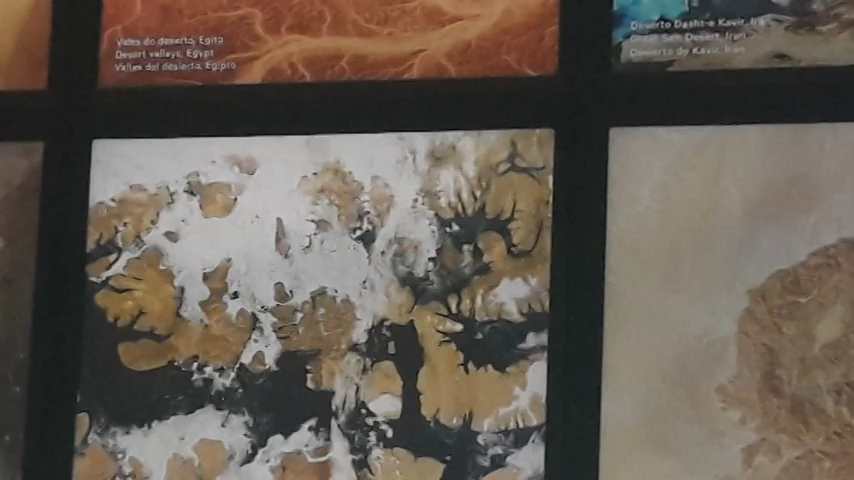 Vales do deserto, Egito
Desert valleys, Egypt
Valles del desierto, Egipto
Deserto Dasht-e Kavir, Irã
Great Salt Desert, Iran
Desierto de Kavir, Iran